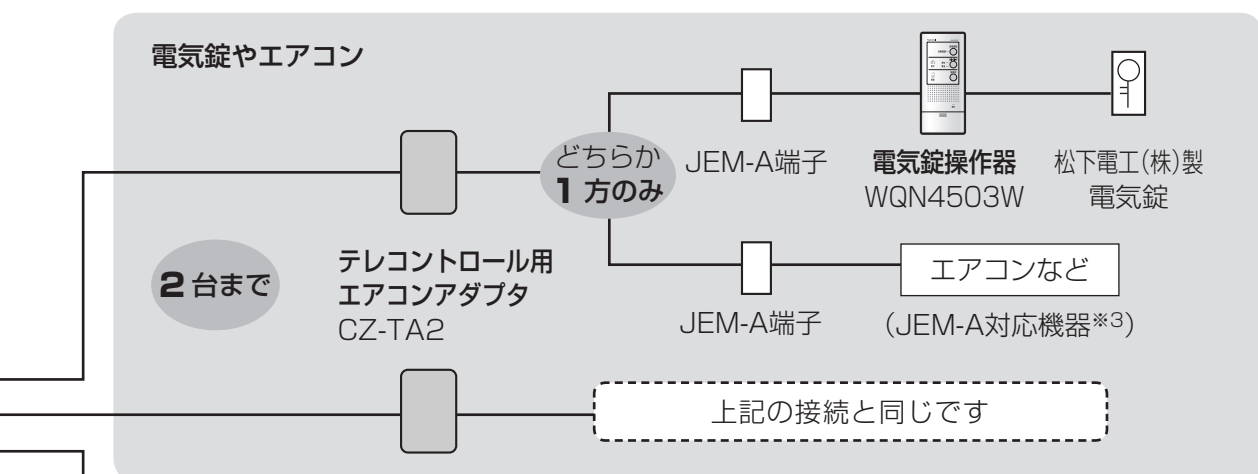 電気錠やエアコン
どちらか
1 方のみ
JEM-A端子
電気錠操作器
WQN4503W
松下電工(株)製
電気錠
2 台まで
テレコントロール用
エアコンアダプタ
CZ-TA2
エアコンなど
JEM-A端子
(JEM-A対応機器※3)
上記の接続と同じです